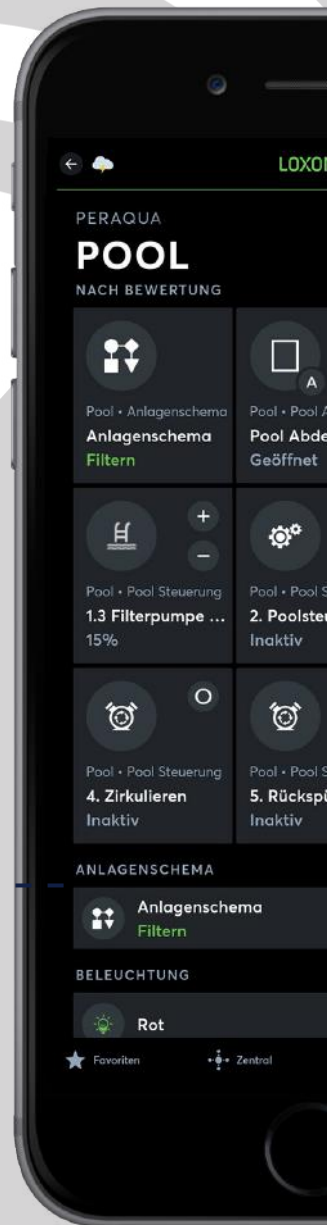 LOXO
PERAQUA
POOL
NACH BEWERTUNG
Pool • Anlagenschema
Anlagenschema
Filtern
Pool • Pool A
Pool Abde
Geöffnet
A
Pool • Pool Steuerung
1.3 Filterpumpe ...
15%
Pool • Pool S
2. Poolsteu
Inaktiv
Pool • Pool Steuerung
4. Zirkulieren
Inaktiv
Pool • Pool S
5. Rückspü
Inaktiv
ANLAGENSCHEMA
Anlagenschema
Filtern
BELEUCHTUNG
Rot
Favoriten
Zentral